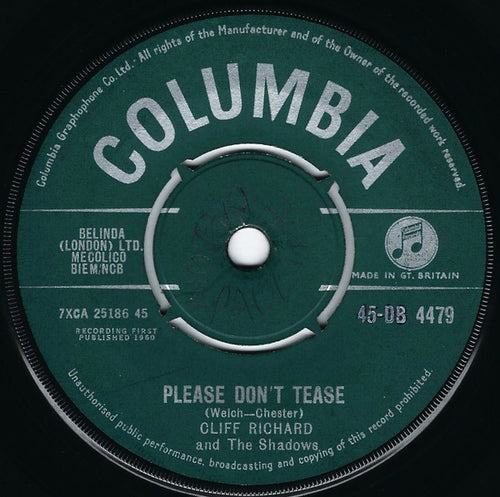 Columbia Graphophone Co. Ltd. All rights of the Manufacturer and of the Owner of the recorded work reserved
COLUMBIA
BELINDA
(LONDON) LTD.
MECOLICO
BIEM/NCB
MADE IN GT. BRITAIN
7XCA 25186 45
RECORDING FIRST
PUBLISHED 1960
45-DB 4479
PLEASE DON'T TEASE
(Welch—Chester)
CLIFF RICHARD
and The Shadows
Unauthorised public performance, broadcasting and copying of this record prohibited.